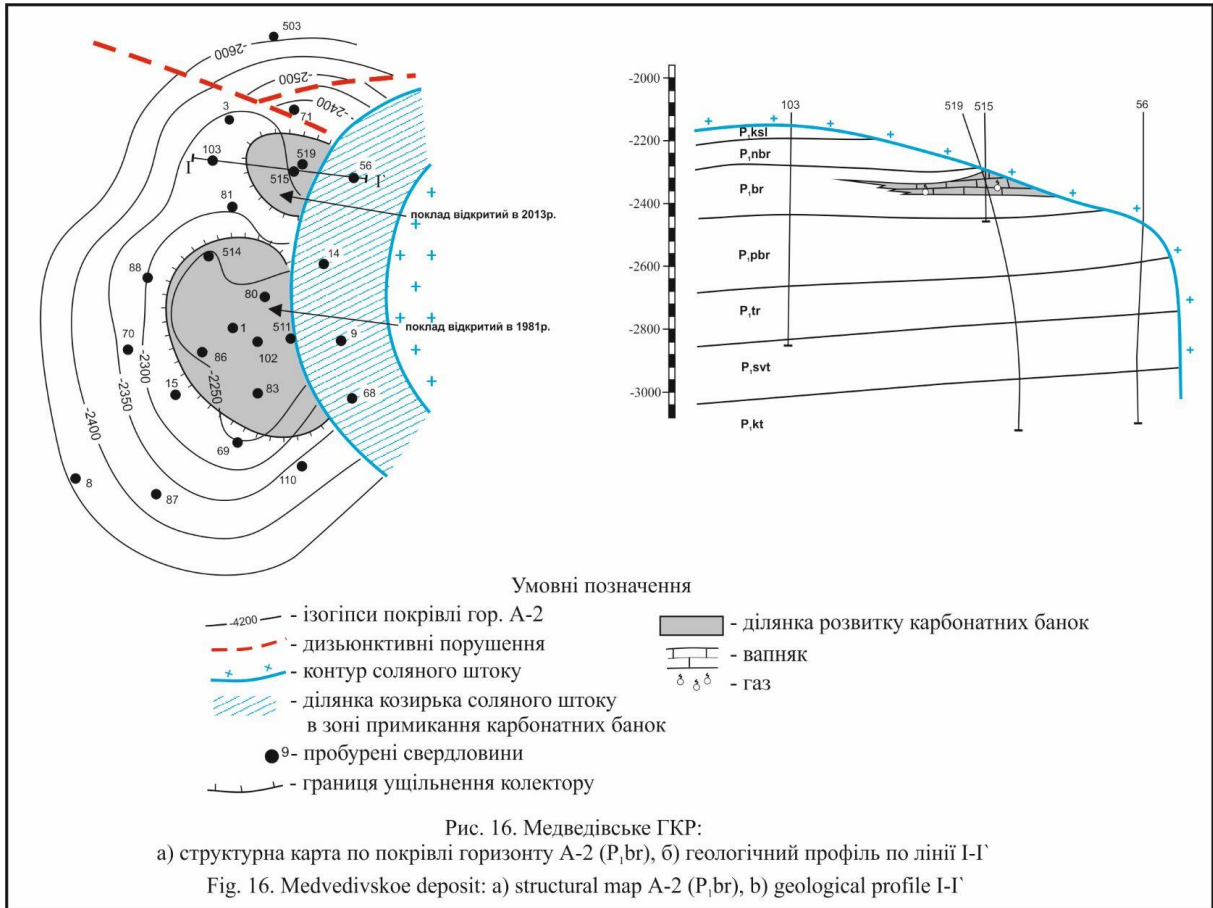 503
-2600
-2500
-2400
3
71
103
519
515
56
I
I`
81
поклад відкритий в 2013р.
514
14
88
80
поклад відкритий в 1981р.
1
511
9
70
86
102
-2300
-2250
83
15
68
-2350
-2400
69
110
8
87
-2000
-2200
-2400
-2600
-2800
-3000
103
519
515
56
P₁ksl
P₁nbr
P₁br
P₁pbr
P₁tr
P₁svt
P₁kt
Умовні позначення
-4200 - ізогіпси покрівлі гор. А-2
- дизьюнктивні порушення
- контур соляного штоку
- ділянка козирька соляного штоку
в зоні примикання карбонатних банок
9 - пробурені свердловини
- границя ущільнення колектору
- ділянка розвитку карбонатних банок
- вапняк
- газ
Рис. 16. Медведівське ГКР:
а) структурна карта по покрівлі горизонту А-2 (P₁br), б) геологічний профіль по лінії I-I`
Fig. 16. Medvedivskoe deposit: a) structural map A-2 (P₁br), b) geological profile I-I`